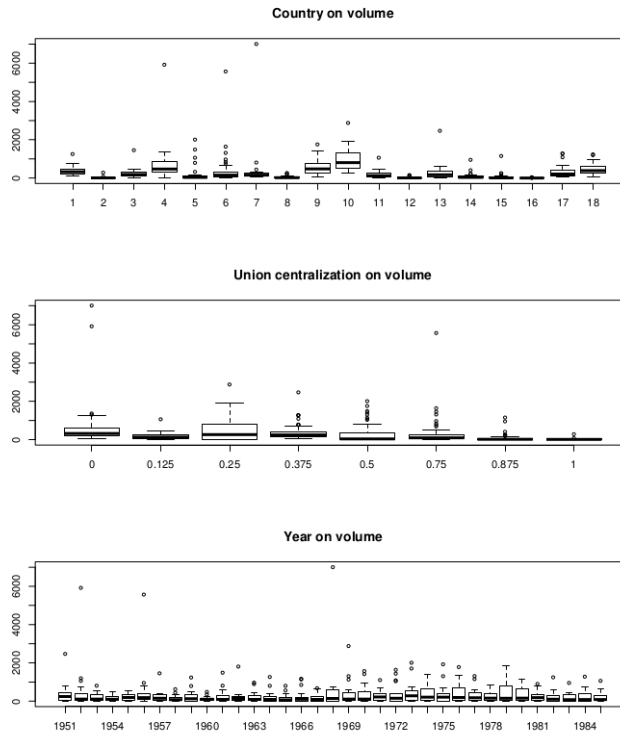 Country on volume
6000
4000
2000
0
1 2 3 4 5 6 7 8 9 10 11 12 13 14 15 16 17 18
Union centralization on volume
6000
4000
2000
0
0 0.125 0.25 0.375 0.5 0.75 0.875 1
Year on volume
6000
4000
2000
0
1951 1954 1957 1960 1963 1966 1969 1972 1975 1978 1981 1984